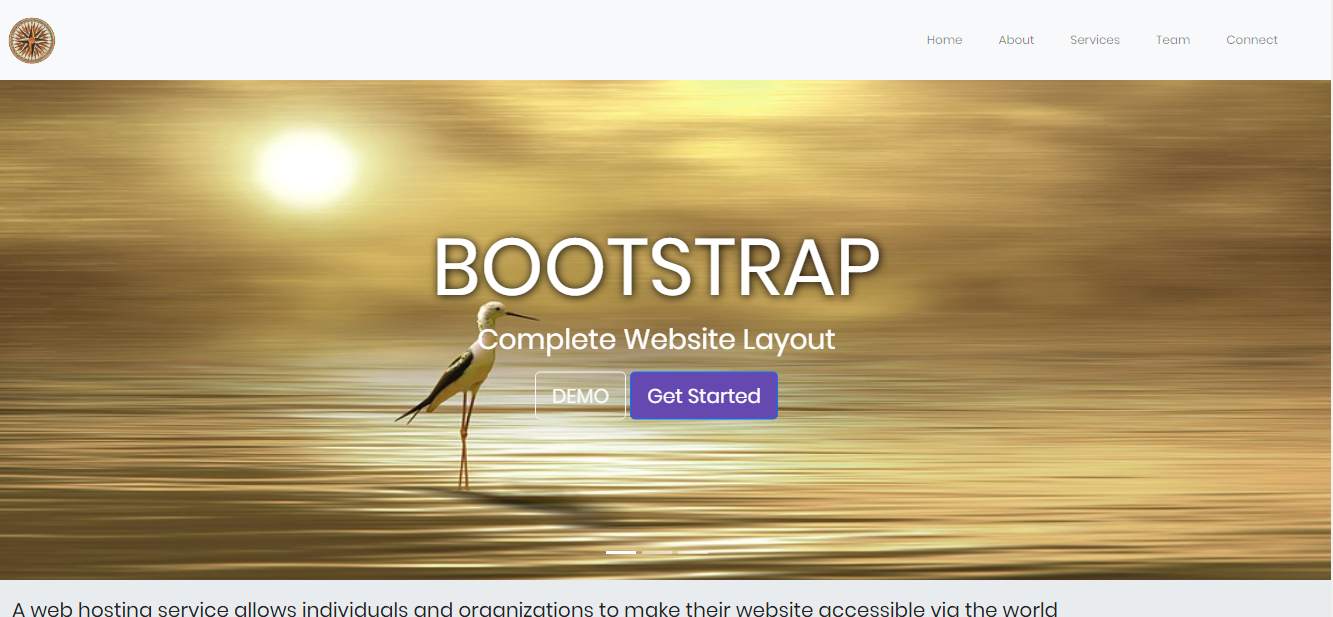 Home About Services Team Connect
BOOTSTRAP
Complete Website Layout
DEMO Get Started
A web hosting service allows individuals and organizations to make their website accessible via the world